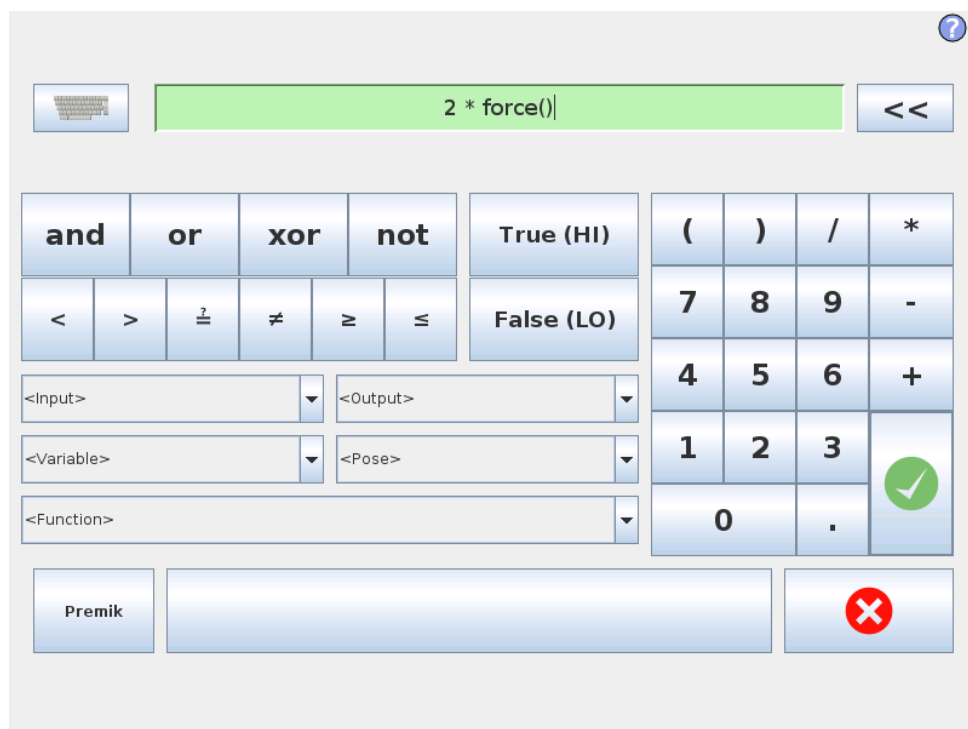 ?
2 * force()
<<
and or xor not True (HI)
< > ≟ ≠ ≥ ≤ False (LO)
( ) / *
7 8 9 -
4 5 6 +
1 2 3
0 .
<Input> <Output>
<Variable> <Pose>
<Function>
Premik